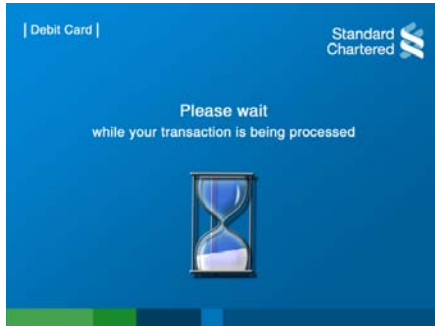 | Debit Card |
Standard
Chartered
Please wait
while your transaction is being processed